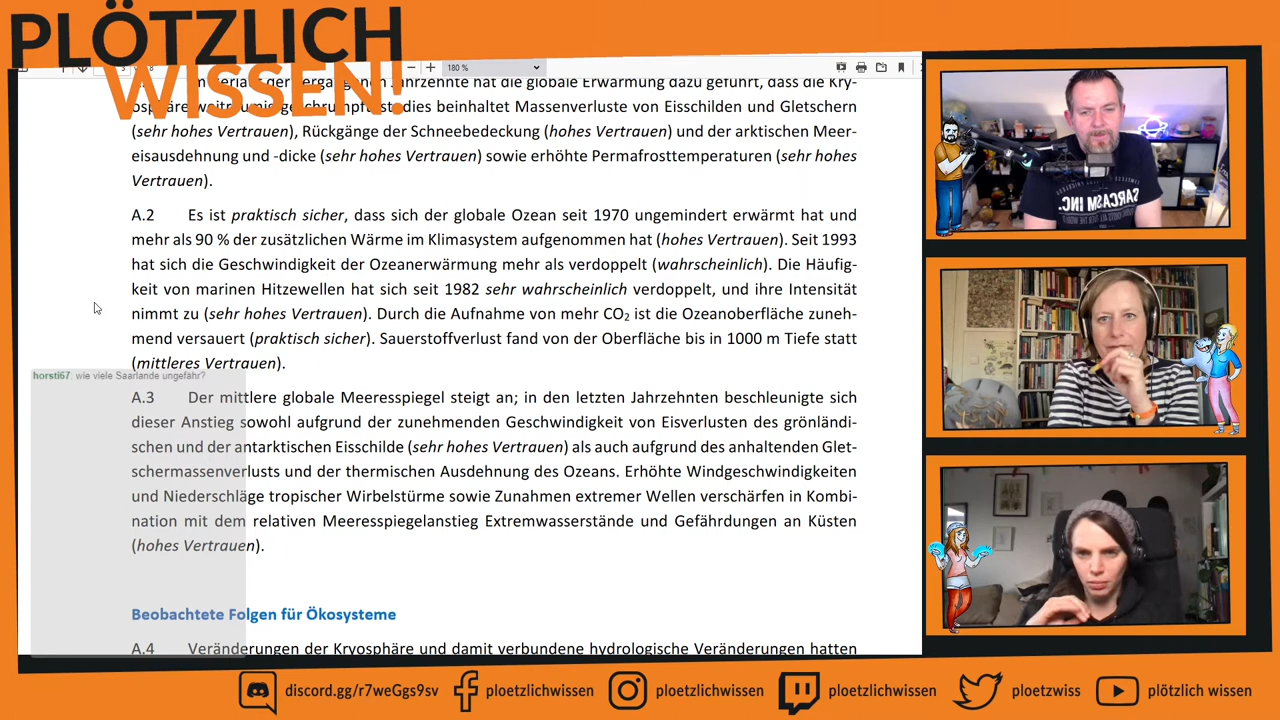 PLÖTZLICH
WISSEN!
180 %
Jahrzehnte hat die globale Erwärmung dazu geführt, dass die Kry-
dies beinhaltet Massenverluste von Eisschilden und Gletschern
(sehr hohes Vertrauen), Rückgänge der Schneebedeckung (hohes Vertrauen) und der arktischen Meer-
eisausdehnung und -dicke (sehr hohes Vertrauen) sowie erhöhte Permafrosttemperaturen (sehr hohes
Vertrauen).
A.2 Es ist praktisch sicher, dass sich der globale Ozean seit 1970 ungemindert erwärmt hat und
mehr als 90 % der zusätzlichen Wärme im Klimasystem aufgenommen hat (hohes Vertrauen). Seit 1993
hat sich die Geschwindigkeit der Ozeanerwärmung mehr als verdoppelt (wahrscheinlich). Die Häufig-
keit von marinen Hitzewellen hat sich seit 1982 sehr wahrscheinlich verdoppelt, und ihre Intensität
nimmt zu (sehr hohes Vertrauen). Durch die Aufnahme von mehr CO₂ ist die Ozeanoberfläche zuneh-
mend versauert (praktisch sicher). Sauerstoffverlust fand von der Oberfläche bis in 1000 m Tiefe statt
(mittleres Vertrauen).
horsti67: wie viele Saarlande ungefähr?
A.3 Der mittlere globale Meeresspiegel steigt an; in den letzten Jahrzehnten beschleunigte sich
dieser Anstieg sowohl aufgrund der zunehmenden Geschwindigkeit von Eisverlusten des grönländi-
schen und der antarktischen Eisschilde (sehr hohes Vertrauen) als auch aufgrund des anhaltenden Glet-
schermassenverlusts und der thermischen Ausdehnung des Ozeans. Erhöhte Windgeschwindigkeiten
und Niederschläge tropischer Wirbelstürme sowie Zunahmen extremer Wellen verschärfen in Kombi-
nation mit dem relativen Meeresspiegelanstieg Extremwasserstände und Gefährdungen an Küsten
(hohes Vertrauen).
Beobachtete Folgen für Ökosysteme
A.4 Veränderungen der Kryosphäre und damit verbundene hydrologische Veränderungen hatten
SARCASM INC.
discord.gg/r7weGgs9sv
ploetzlichwissen
ploetzlichwissen
ploetzlichwissen
ploetzwiss
plötzlich wissen